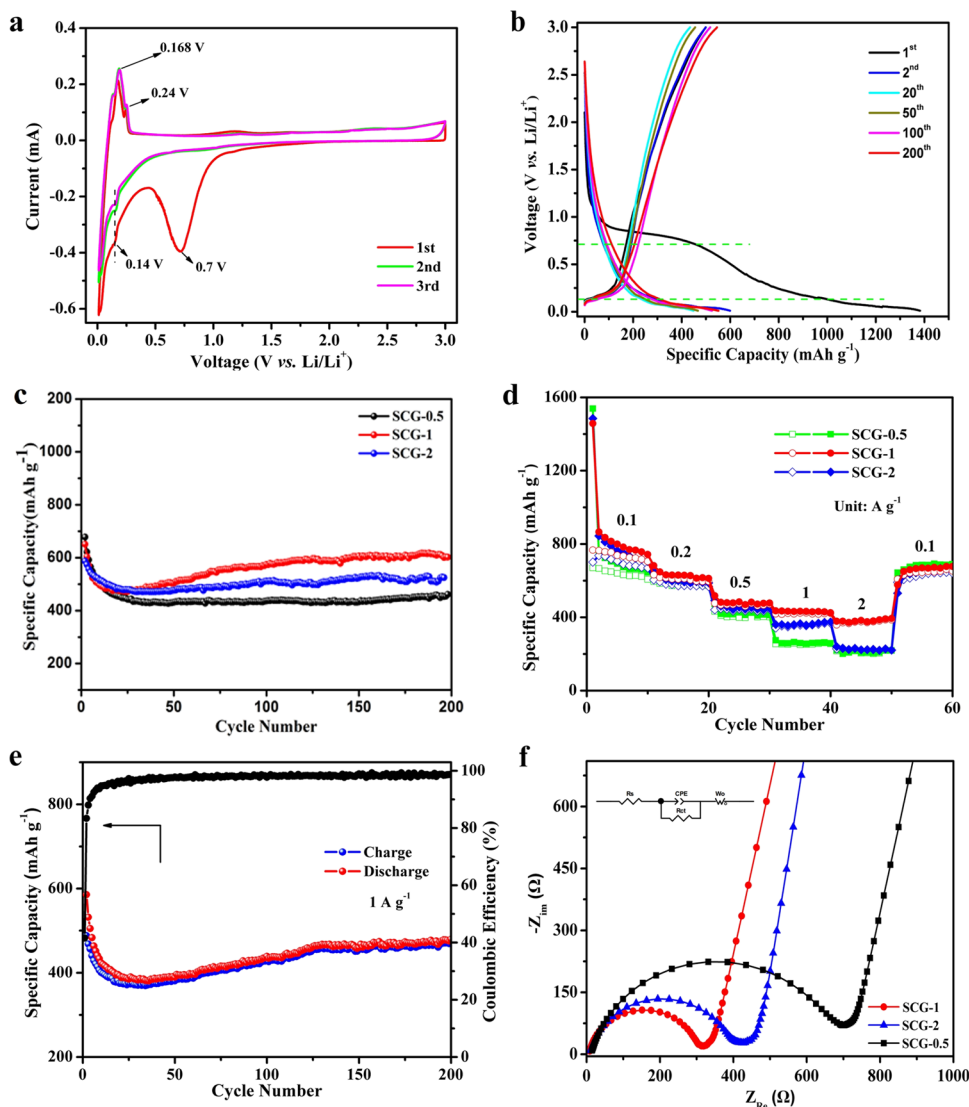 a
0.4
0.2
0.0
-0.2
-0.4
-0.6
Current (mA)
0.168 V
0.24 V
0.14 V
0.7 V
1st
2nd
3rd
0.0 0.5 1.0 1.5 2.0 2.5 3.0
Voltage (V vs. Li/Li⁺)
b
3.0
2.5
2.0
1.5
1.0
0.5
0.0
Voltage (V vs. Li/Li⁺)
1ˢᵗ
2ⁿᵈ
20ᵗʰ
50ᵗʰ
100ᵗʰ
200ᵗʰ
0 200 400 600 800 1000 1200 1400
Specific Capacity (mAh g⁻¹)
c
200
1000
800
600
400
200
0
Specific Capacity(mAh g⁻¹)
SCG-0.5
SCG-1
SCG-2
0 50 100 150 200
Cycle Number
d
1600
1200
800
400
0
Specific Capacity (mAh g⁻¹)
SCG-0.5
SCG-1
SCG-2
Unit: A g⁻¹
0.1
0.2
0.5
1
2
0.1
0 20 40 60
Cycle Number
e
800
600
400
200
Specific Capacity (mAh g⁻¹)
Charge
Discharge
1 A g⁻¹
100
80
60
40
20
0
Coulombic Efficiency (%)
0 50 100 150 200
Cycle Number
f
600
450
300
150
0
-Zim (Ω)
Rs CPE Wo
Rct
SCG-1
SCG-2
SCG-0.5
0 200 400 600 800 1000
ZRe (Ω)